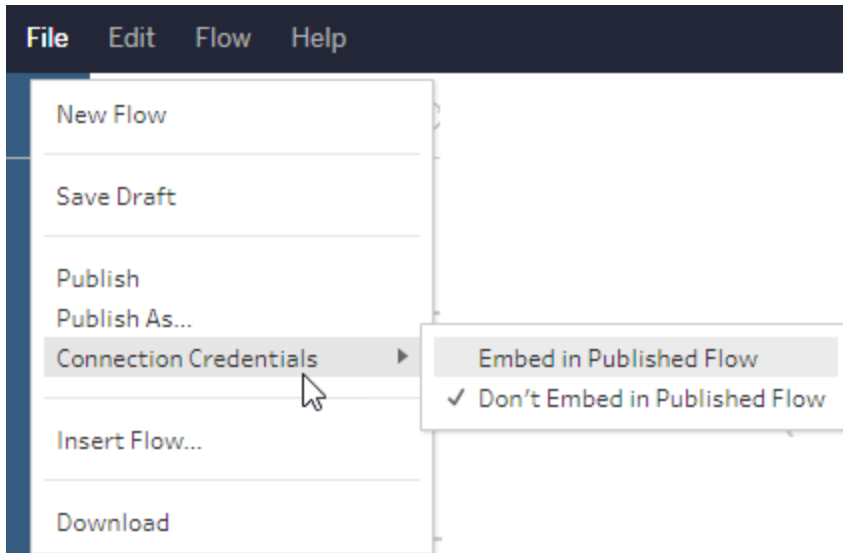 File Edit Flow Help
New Flow
Save Draft
Publish
Publish As...
Connection Credentials
Embed in Published Flow
Don't Embed in Published Flow
Insert Flow...
Download